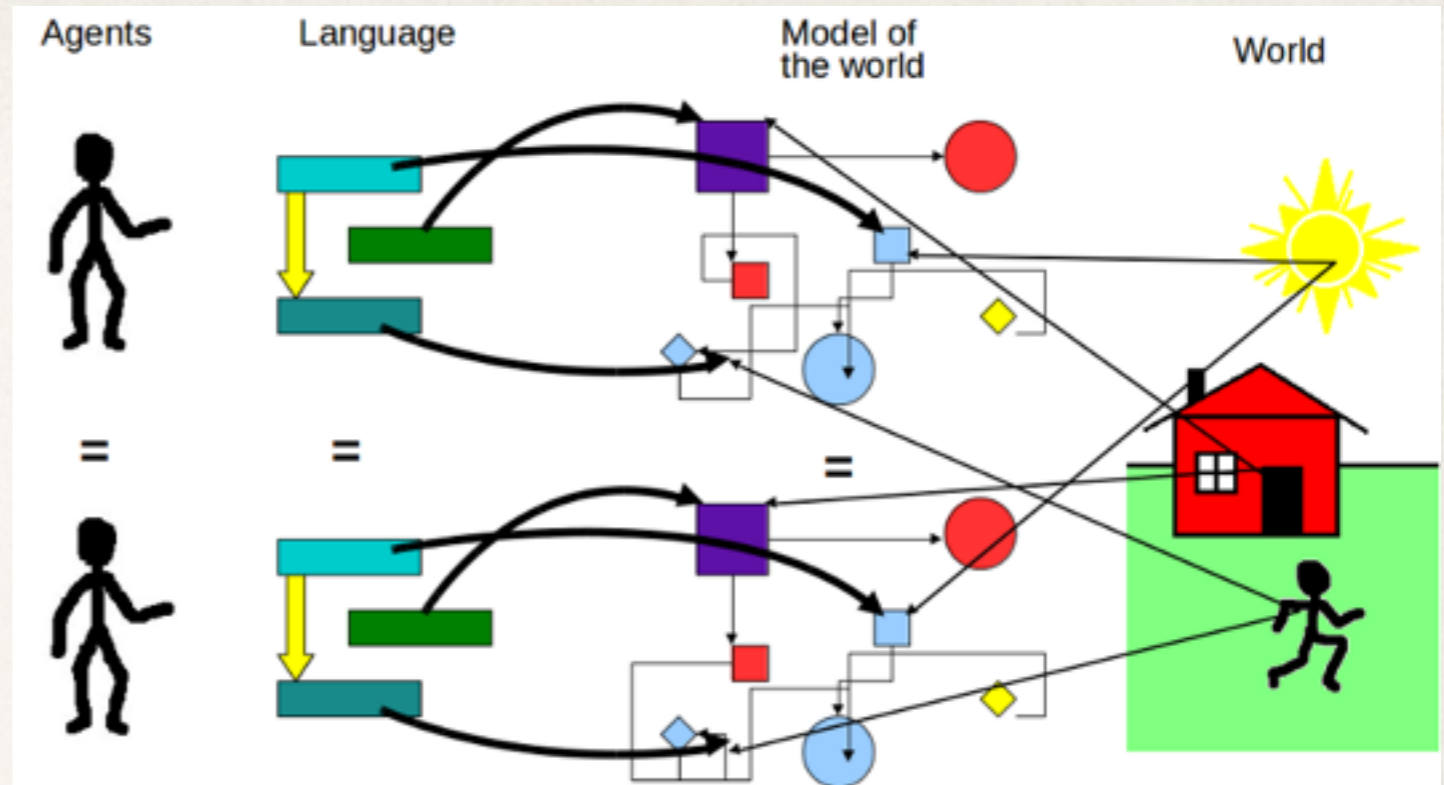 Agents
Language
Model of
the world
World
=
=
=